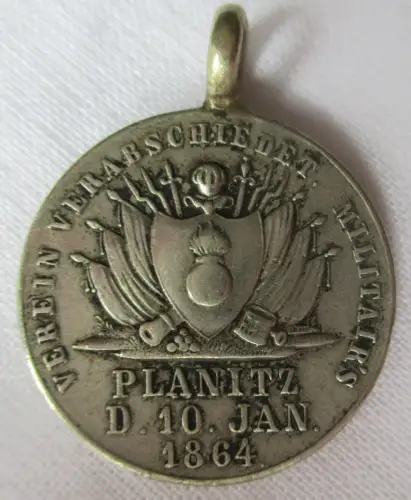 VEREIN VERABSCHIEDET MILITAIRS
PLANITZ
D. 10. JAN.
1864